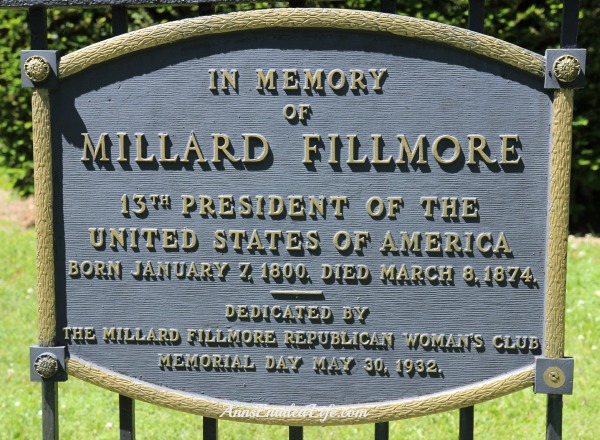 IN MEMORY
OF
MILLARD FILLMORE
13TH PRESIDENT OF THE
UNITED STATES OF AMERICA
BORN JANUARY 7, 1800. DIED MARCH 8, 1874.
DEDICATED BY
THE MILLARD FILLMORE REPUBLICAN WOMAN'S CLUB
MEMORIAL DAY MAY 30, 1932.
AnnsEntitledLife.com